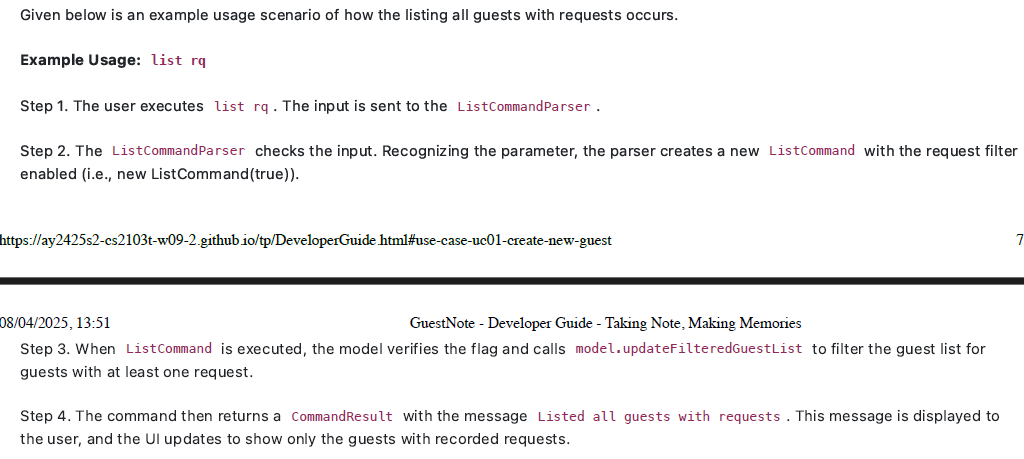 Given below is an example usage scenario of how the listing all guests with requests occurs.
Example Usage: list rq
Step 1. The user executes list rq . The input is sent to the ListCommandParser .
Step 2. The ListCommandParser checks the input. Recognizing the parameter, the parser creates a new ListCommand with the request filter
enabled (i.e., new ListCommand(true)).
https://ay2425s2-cs2103t-w09-2.github.io/tp/DeveloperGuide.html#use-case-uc01-create-new-guest 7
08/04/2025, 13:51 GuestNote - Developer Guide - Taking Note, Making Memories
Step 3. When ListCommand is executed, the model verifies the flag and calls model.updateFilteredGuestList to filter the guest list for
guests with at least one request.
Step 4. The command then returns a CommandResult with the message Listed all guests with requests . This message is displayed to
the user, and the UI updates to show only the guests with recorded requests.